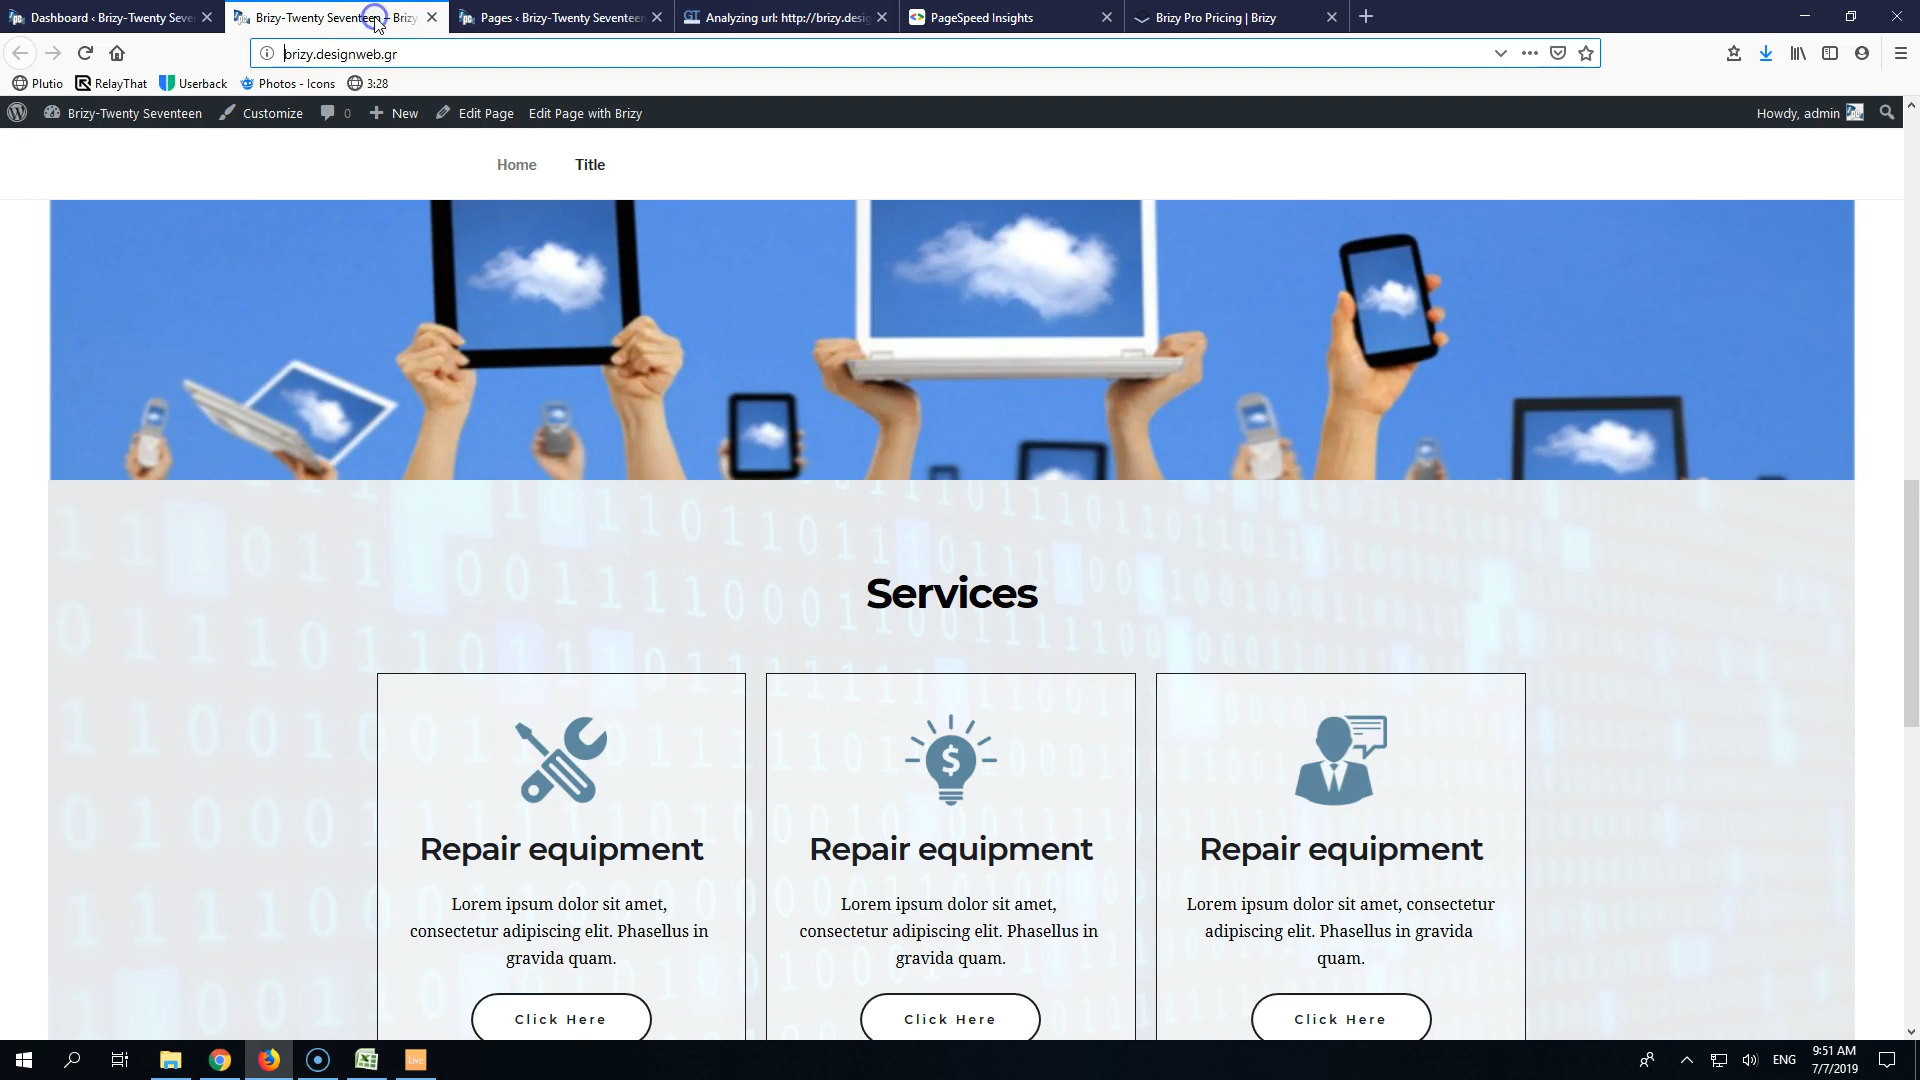 Dashboard ‹ Brizy-Twenty Seve
Brizy-Twenty Seventeen – Brizy
Pages ‹ Brizy-Twenty Seventeen
GT Analyzing url: http://brizy.desi
PageSpeed Insights
Brizy Pro Pricing | Brizy
brizy.designweb.gr
Plutio
RelayThat
Userback
Photos - Icons
3:28
Brizy-Twenty Seventeen
Customize
0
New
Edit Page
Edit Page with Brizy
Howdy, admin
Home
Title
Services
Repair equipment
Lorem ipsum dolor sit amet,
consectetur adipiscing elit. Phasellus in
gravida quam.
Click Here
Repair equipment
Lorem ipsum dolor sit amet,
consectetur adipiscing elit. Phasellus in
gravida quam.
Click Here
Repair equipment
Lorem ipsum dolor sit amet, consectetur
adipiscing elit. Phasellus in gravida
quam.
Click Here
Live
ENG
9:51 AM
7/7/2019